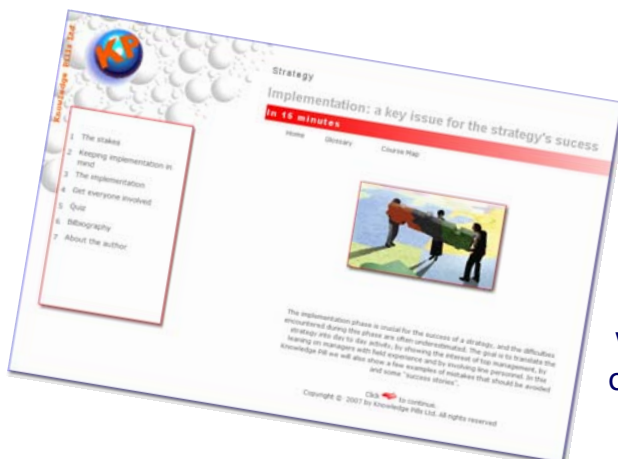 Knowledge Pills Ltd
KP
1 The stakes
2 Keeping implementation in
mind
3 The implementation
4 Get everyone involved
5 Quiz
6 Bibliography
7 About the author
Strategy
Implementation: a key issue for the strategy's sucess
In 15 minutes
Home Glossary Course Map
The implementation phase is crucial for the success of a strategy, and the difficulties
encountered during this phase are often underestimated. The goal is to translate the
strategy into day to day activity, by showing the interest of top management, by
leaning on managers with field experience and by involving line personnel. In this
Knowledge Pill we will also show a few examples of mistakes that should be avoided
and some "success stories".
Click to continue.
Copyright © 2007 by Knowledge Pills Ltd. All rights reserved